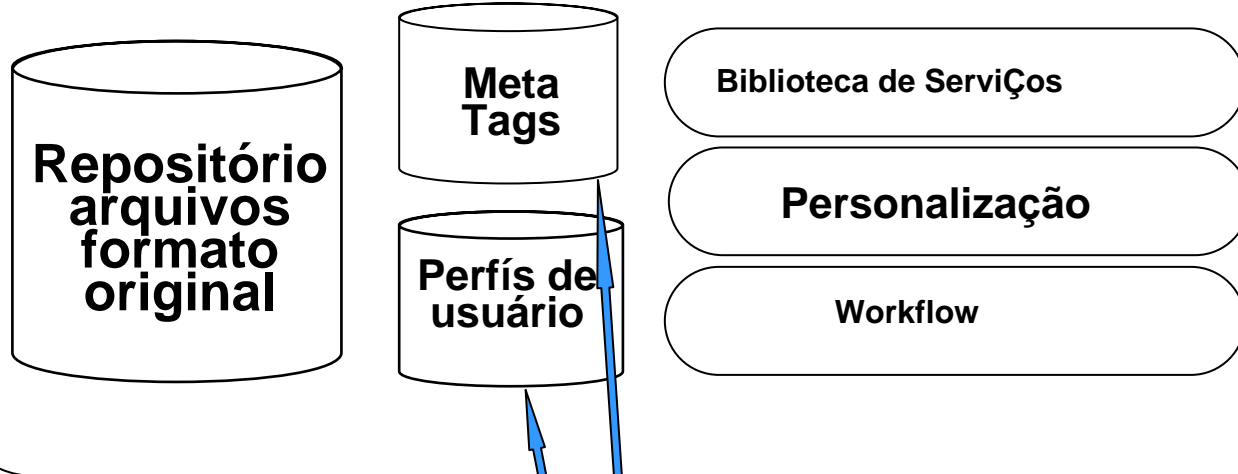 Repositório
arquivos
formato
original
Meta
Tags
Perfís de
usuário
Biblioteca de ServiÇos
Personalização
Workflow